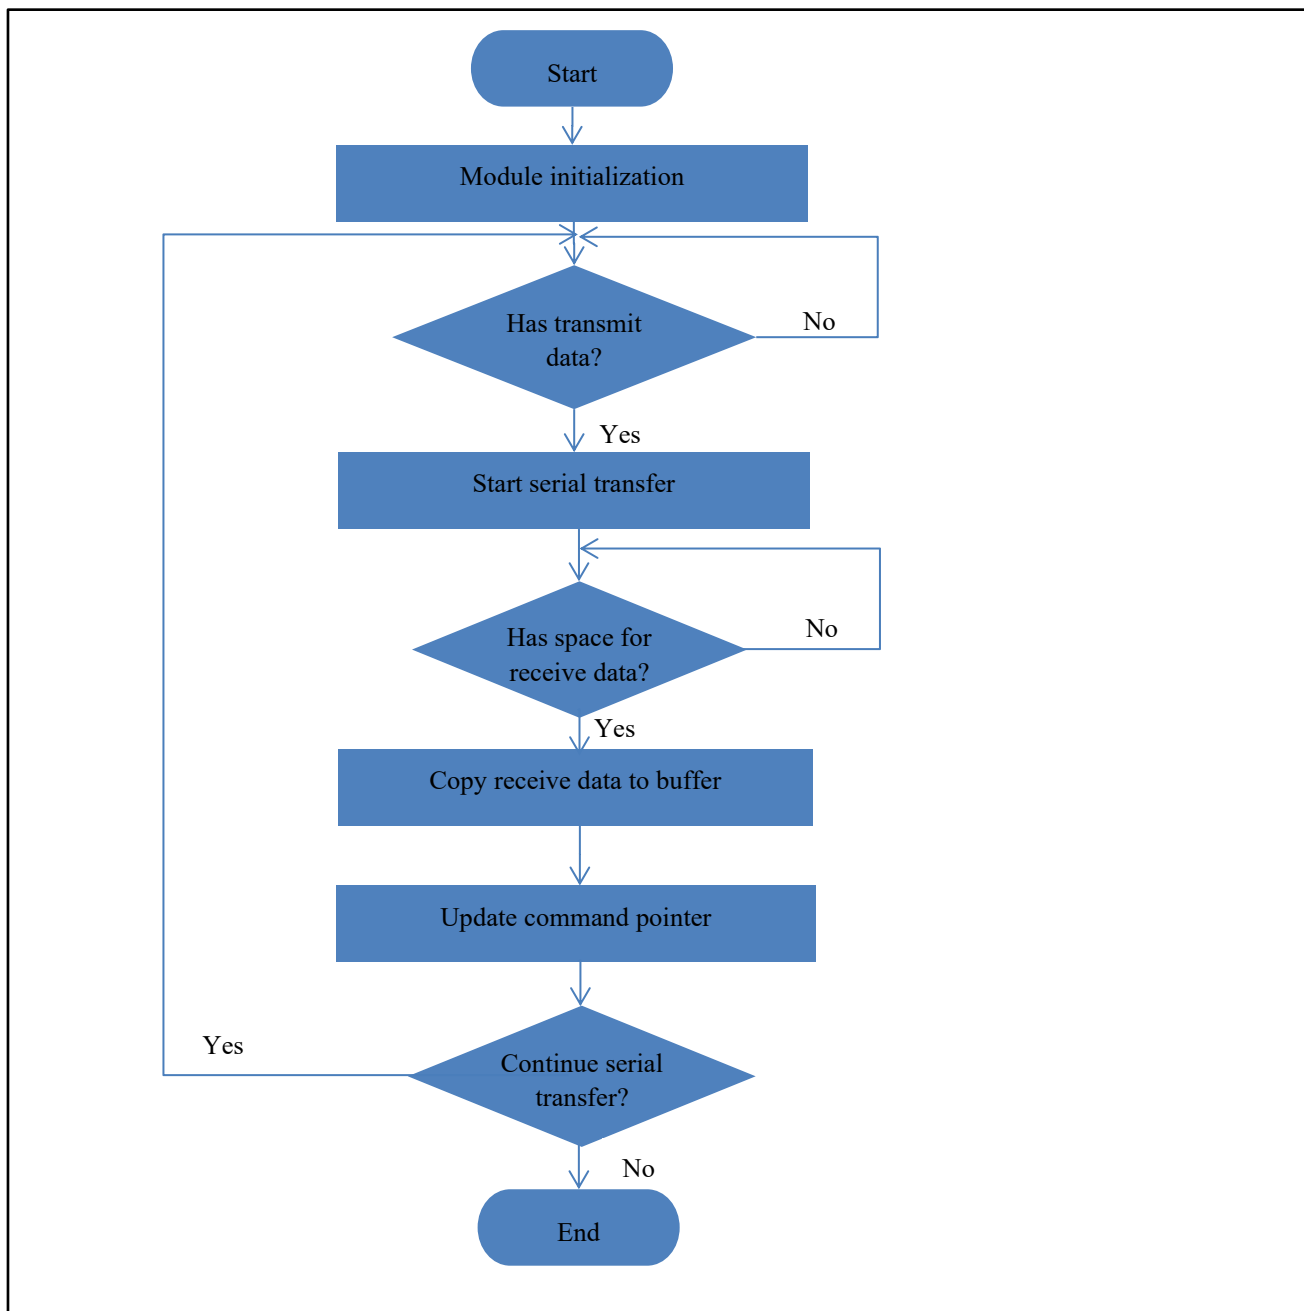 Start
Module initialization
Has transmit
data?
No
Yes
Start serial transfer
Has space for
receive data?
No
Yes
Copy receive data to buffer
Update command pointer
Yes
Continue serial
transfer?
No
End